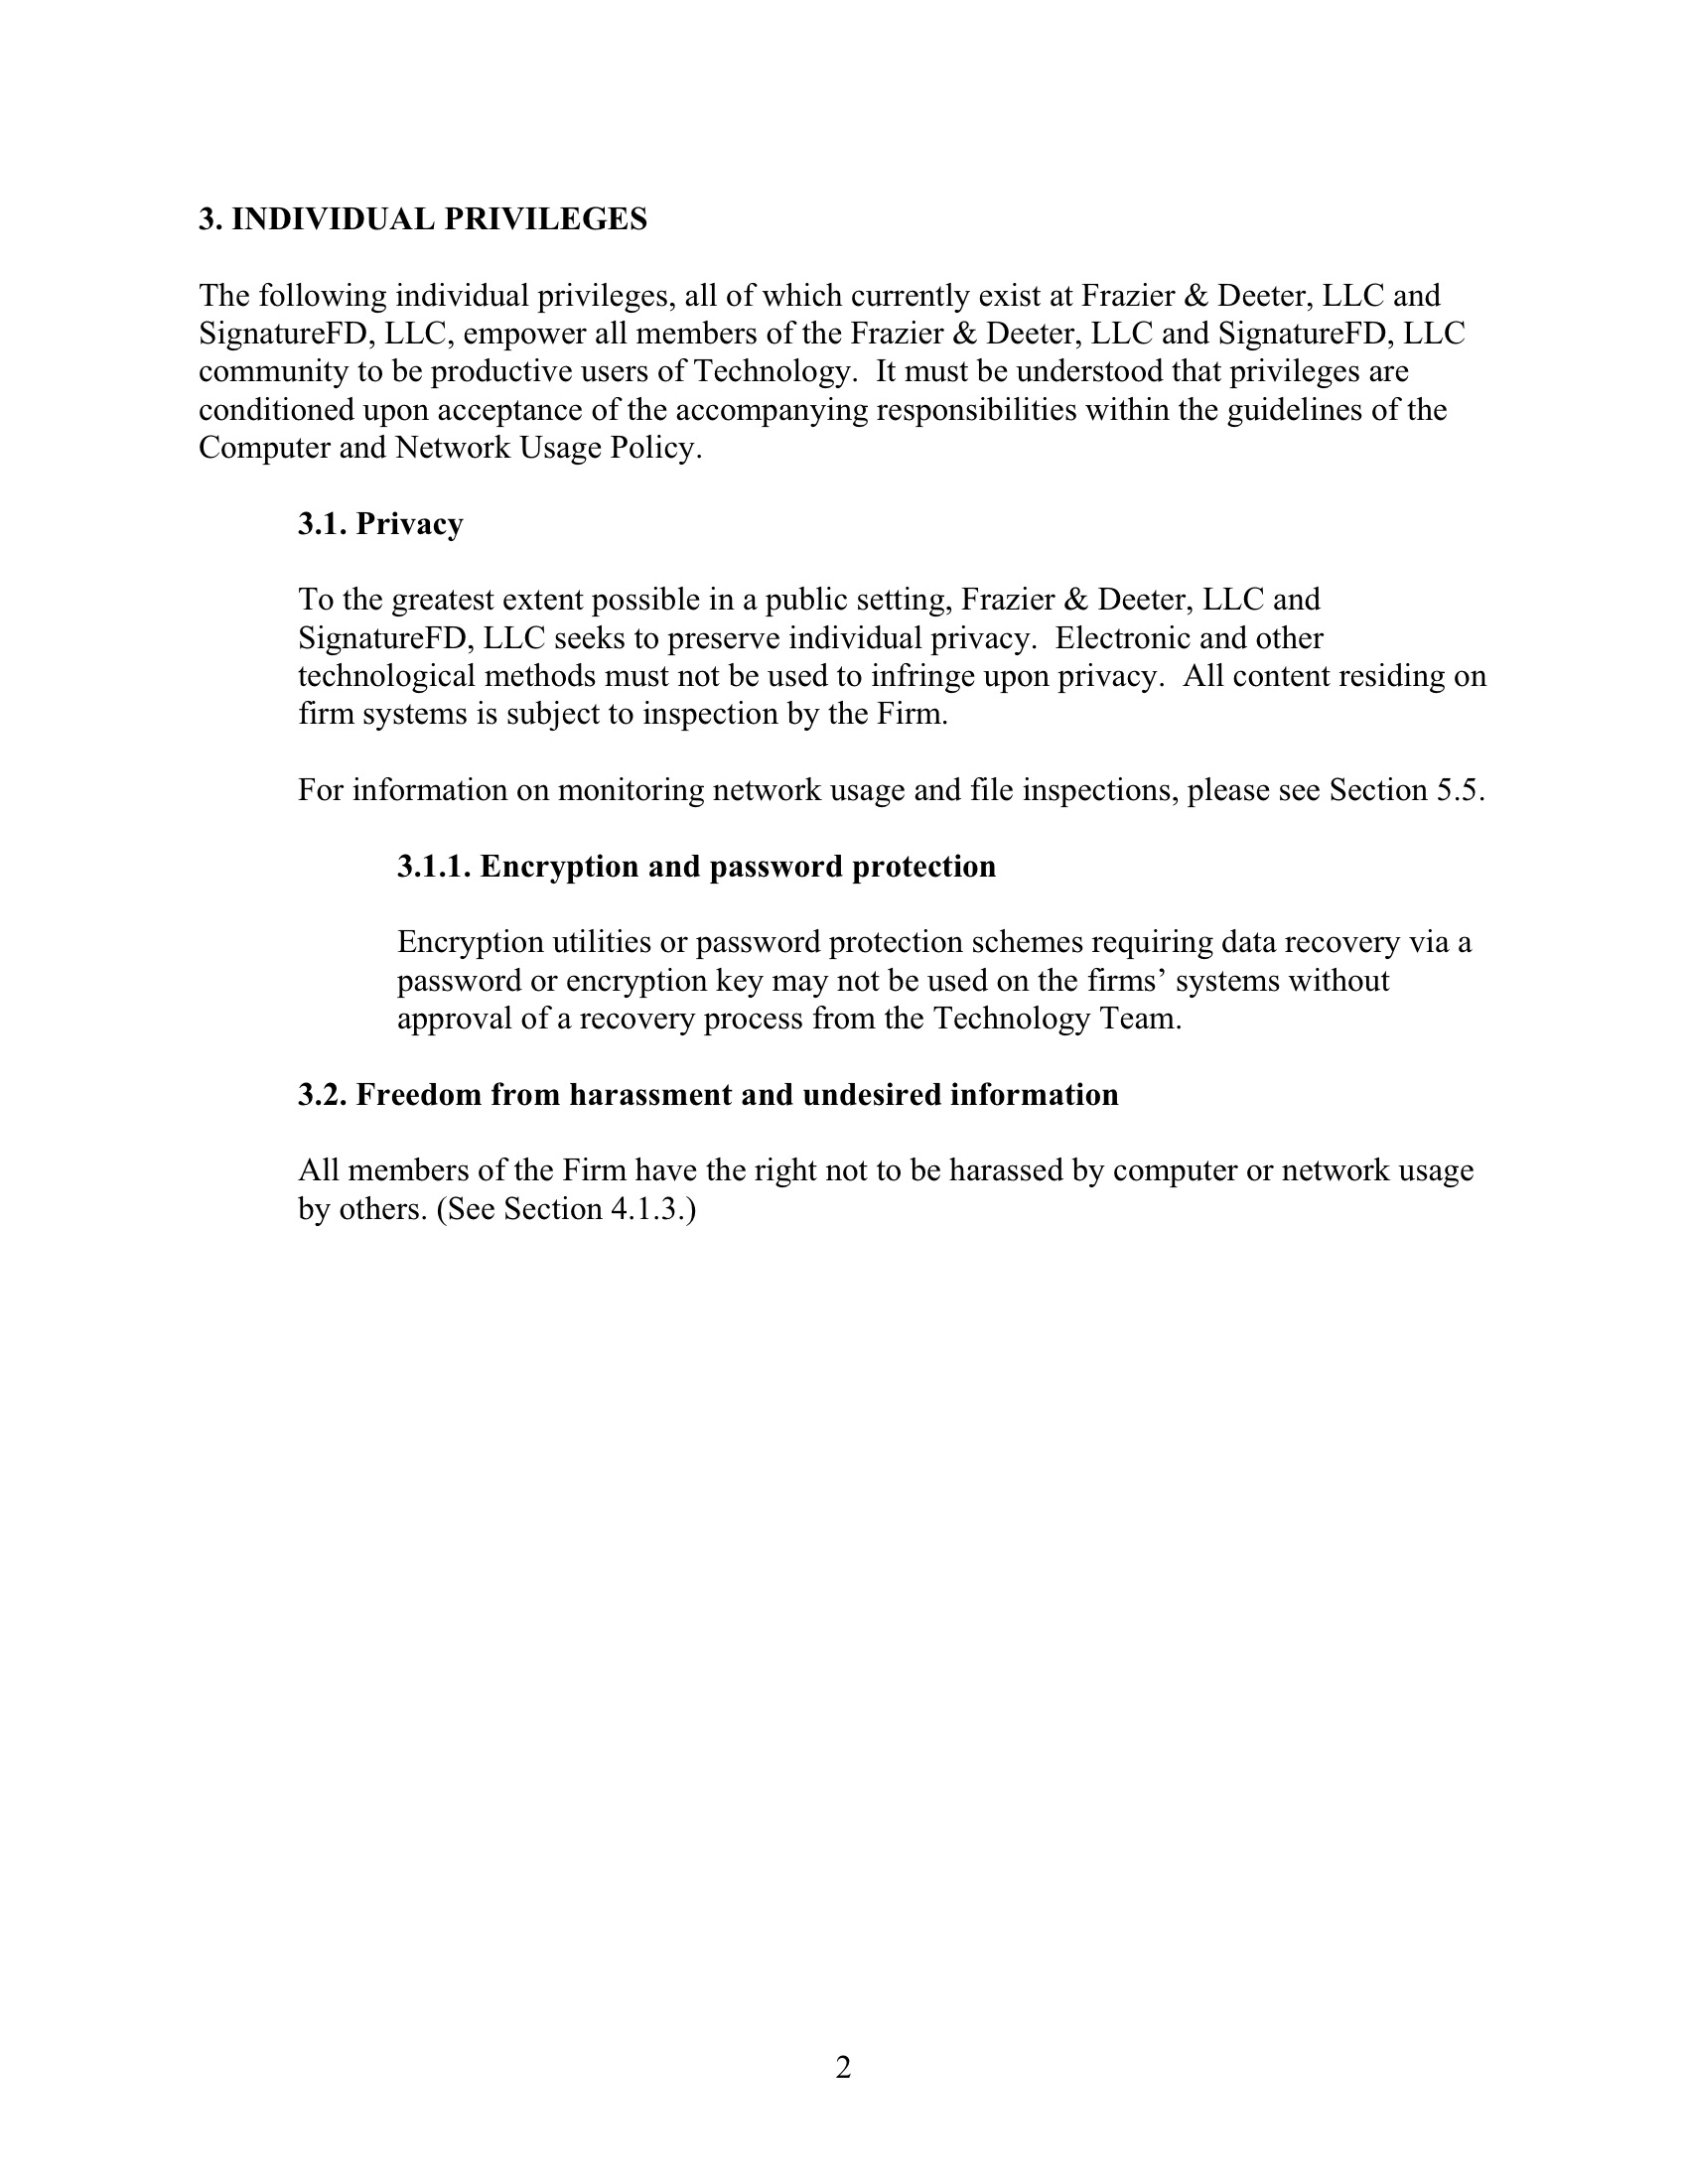 3. INDIVIDUAL PRIVILEGES
The following individual privileges, all of which currently exist at Frazier & Deeter, LLC and
SignatureFD, LLC, empower all members of the Frazier & Deeter, LLC and SignatureFD, LLC
community to be productive users of Technology.  It must be understood that privileges are
conditioned upon acceptance of the accompanying responsibilities within the guidelines of the
Computer and Network Usage Policy.
3.1. Privacy
To the greatest extent possible in a public setting, Frazier & Deeter, LLC and
SignatureFD, LLC seeks to preserve individual privacy.  Electronic and other
technological methods must not be used to infringe upon privacy.  All content residing on
firm systems is subject to inspection by the Firm.
For information on monitoring network usage and file inspections, please see Section 5.5.
3.1.1. Encryption and password protection
Encryption utilities or password protection schemes requiring data recovery via a
password or encryption key may not be used on the firms’ systems without
approval of a recovery process from the Technology Team.
3.2. Freedom from harassment and undesired information
All members of the Firm have the right not to be harassed by computer or network usage
by others. (See Section 4.1.3.)
2